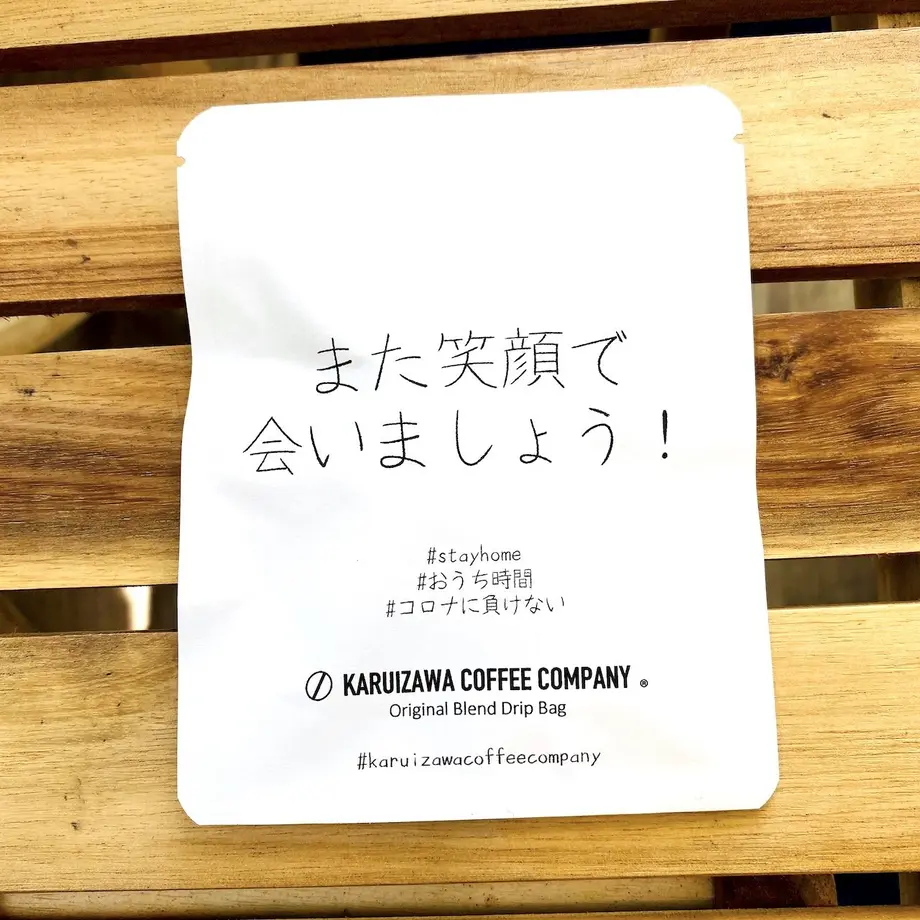 また笑顔で
会いましょう!
#stayhome
#おうち時間
#コロナに負けない
KARUIZAWA COFFEE COMPANY ®
Original Blend Drip Bag
#karuizawacoffeecompany